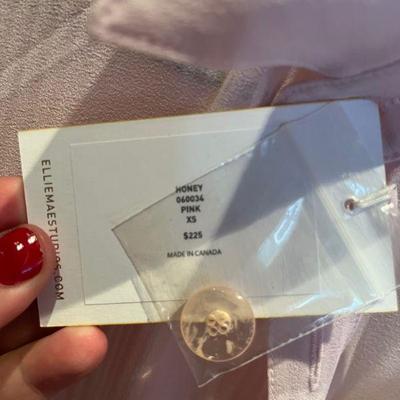 ELLIEMAESTUDIOS.COM
HONEY
060034
PINK
XS
$225
MADE IN CANADA